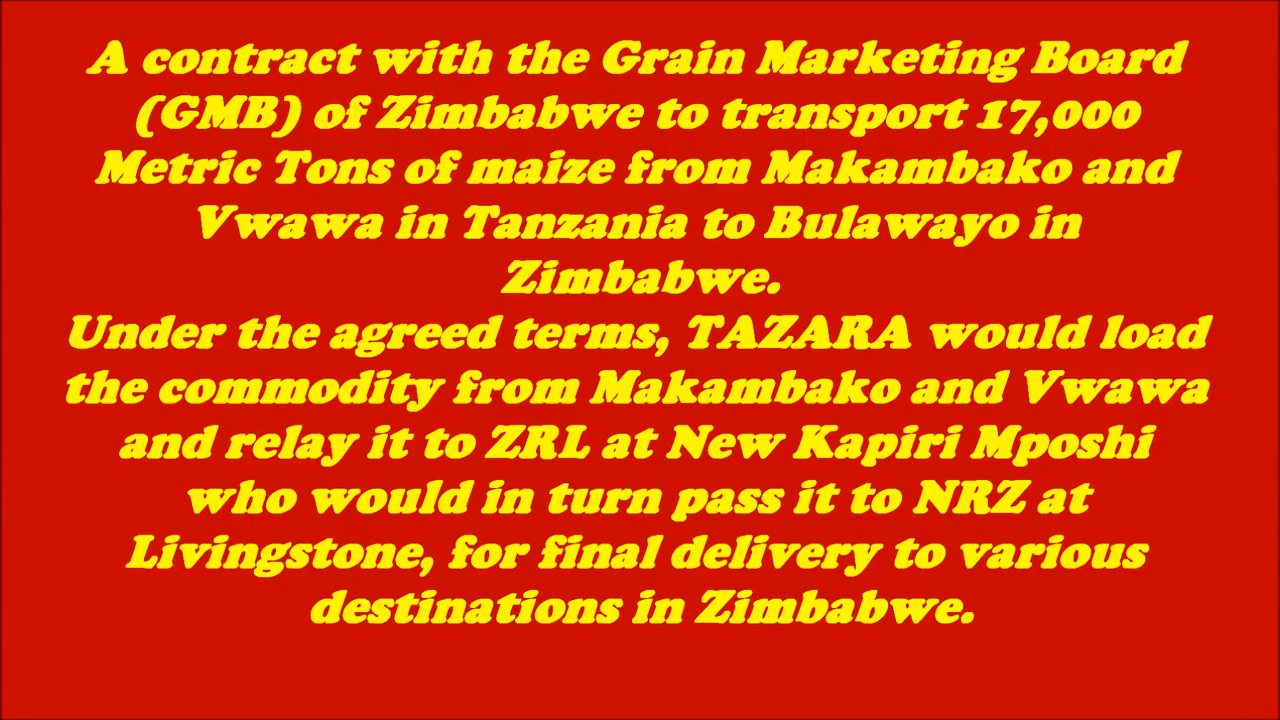 A contract with the Grain Marketing Board
(GMB) of Zimbabwe to transport 17,000
Metric Tons of maize from Makambako and
Vwawa in Tanzania to Bulawayo in
Zimbabwe.
Under the agreed terms, TAZARA would load
the commodity from Makambako and Vwawa
and relay it to ZRL at New Kapiri Mposhi
who would in turn pass it to NRZ at
Livingstone, for final delivery to various
destinations in Zimbabwe.